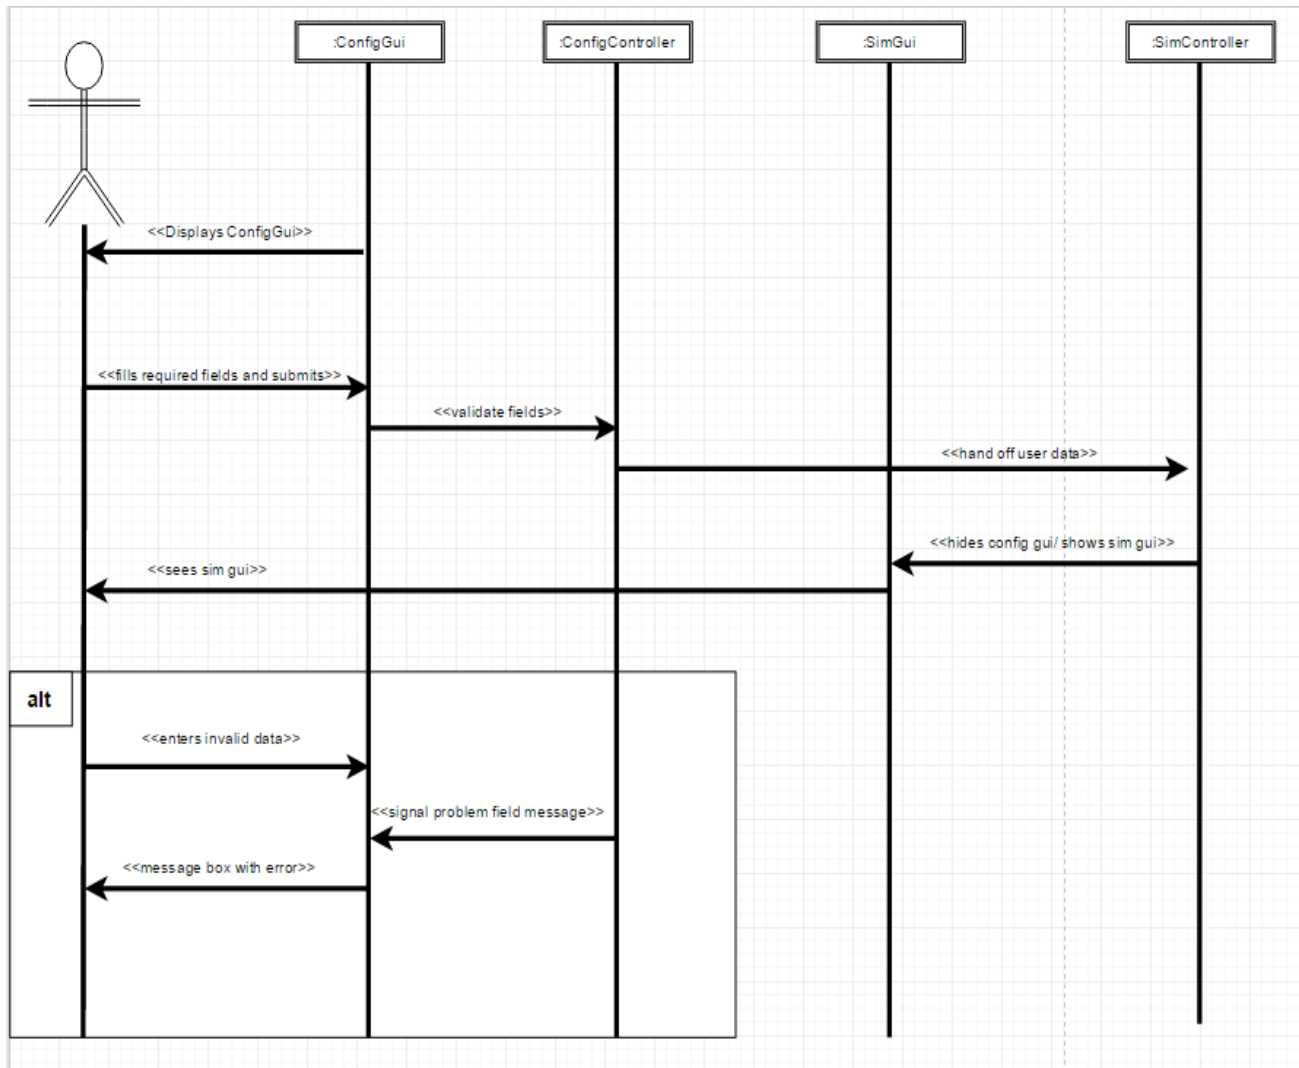 :ConfigGui
:ConfigController
:SimGui
:SimController
<<Displays ConfigGui>>
<<fills required fields and submits>>
<<validate fields>>
<<hand off user data>>
<<hides config gui/ shows sim gui>>
<<sees sim gui>>
alt
<<enters invalid data>>
<<signal problem field message>>
<<message box with error>>